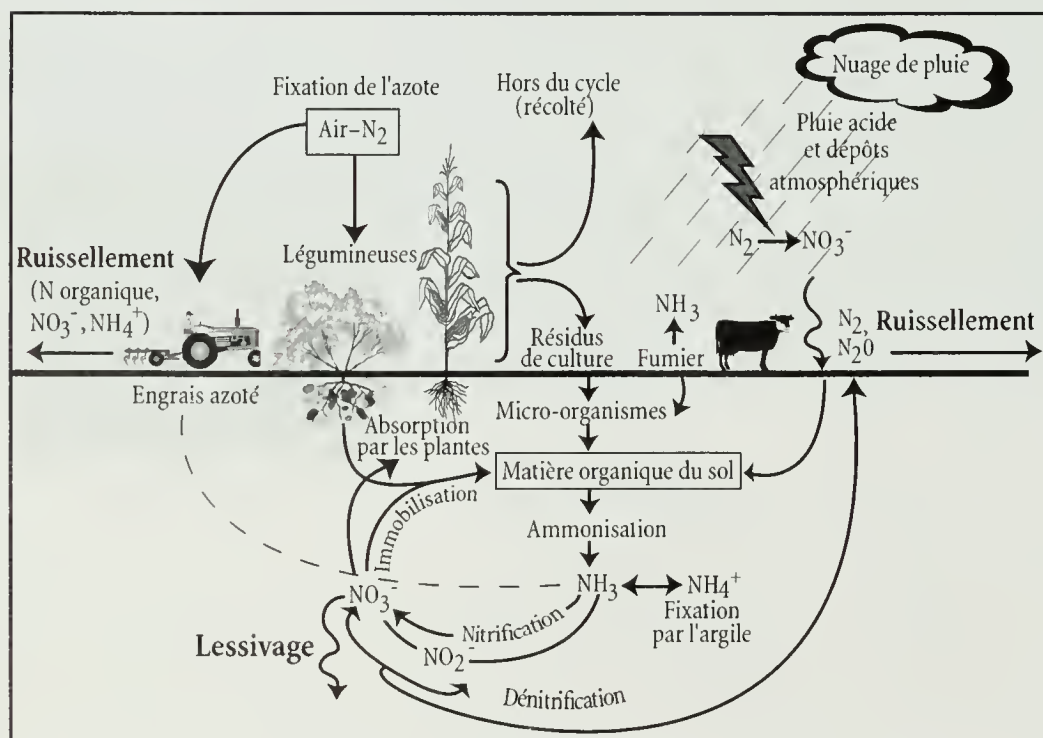 Nuage de pluie
Fixation de l'azote
Air–N2
Hors du cycle
(récolté)
Pluie acide
et dépôts
atmosphériques
N2
NO3-
Légumineuses
Ruissellement
(N organique,
NO3-, NH4+)
NH3
Résidus
de culture
Fumier
N2,
N20
Ruissellement
Engrais azoté
Micro-organismes
Absorption
par les plantes
Matière organique du sol
Immobilisation
Ammonisation
NO3-
NH3
NH4+
Fixation
par l'argile
Nitrification
NO2-
Lessivage
Dénitrification